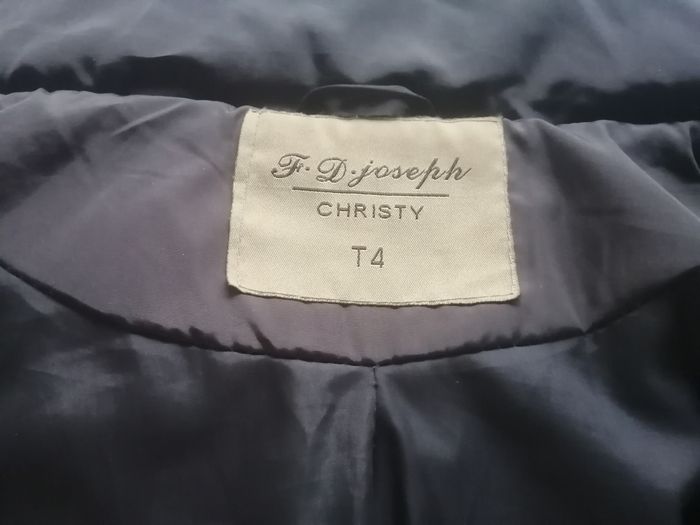 F. D. joseph
CHRISTY
T4